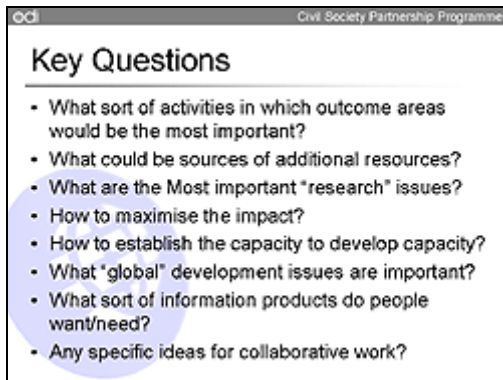 odi Civil Society Partnership Programme
Key Questions
• What sort of activities in which outcome areas
would be the most important?
• What could be sources of additional resources?
• What are the Most important "research" issues?
• How to maximise the impact?
• How to establish the capacity to develop capacity?
• What "global" development issues are important?
• What sort of information products do people
want/need?
• Any specific ideas for collaborative work?